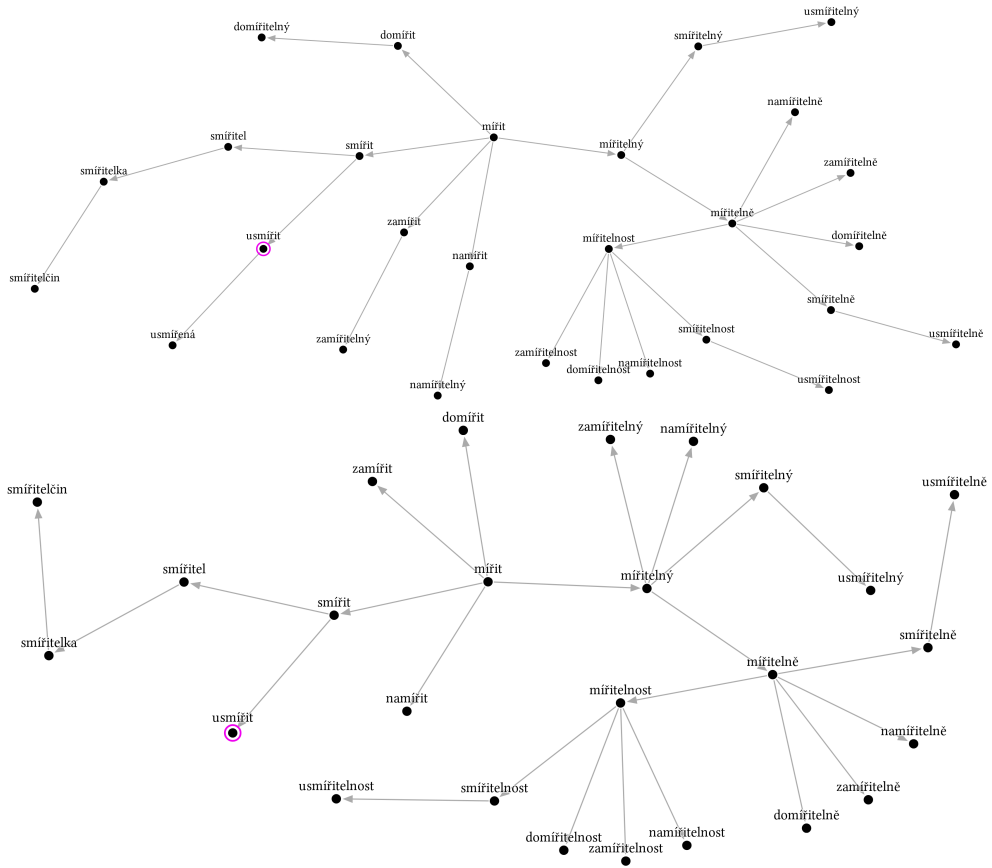 usmířitelný
domířitelný
domířit
smířitelný
namířitelně
mířit
smířitel
smířit
mířitelný
zamířitelně
smířitelka
mířitelně
zamířit
usmířit
mířitelnost
domířitelně
namířit
smířitelčin
smířitelně
smířitelnost
usmířená
zamířitelný
usmířitelně
zamířitelnost
namířitelnost
domířitelnost
usmířitelnost
namířitelný
domířit
zamířitelný
namířitelný
zamířit
smířitelný
usmířitelně
smířitelčin
smířitel
mířit
mířitelný
usmířitelný
smířit
smířitelka
smířitelně
mířitelně
mířitelnost
namířit
usmířit
namířitelně
usmířitelnost
smířitelnost
zamířitelně
domířitelně
domířitelnost
namířitelnost
zamířitelnost